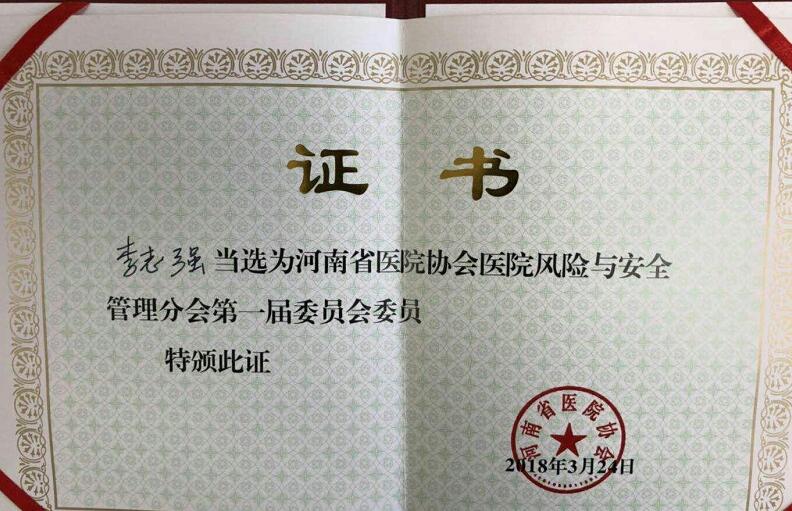 证书
李志强当选为河南省医院协会医院风险与安全
管理分会第一届委员会委员
特颁此证
河南省医院协会
2018年3月24日